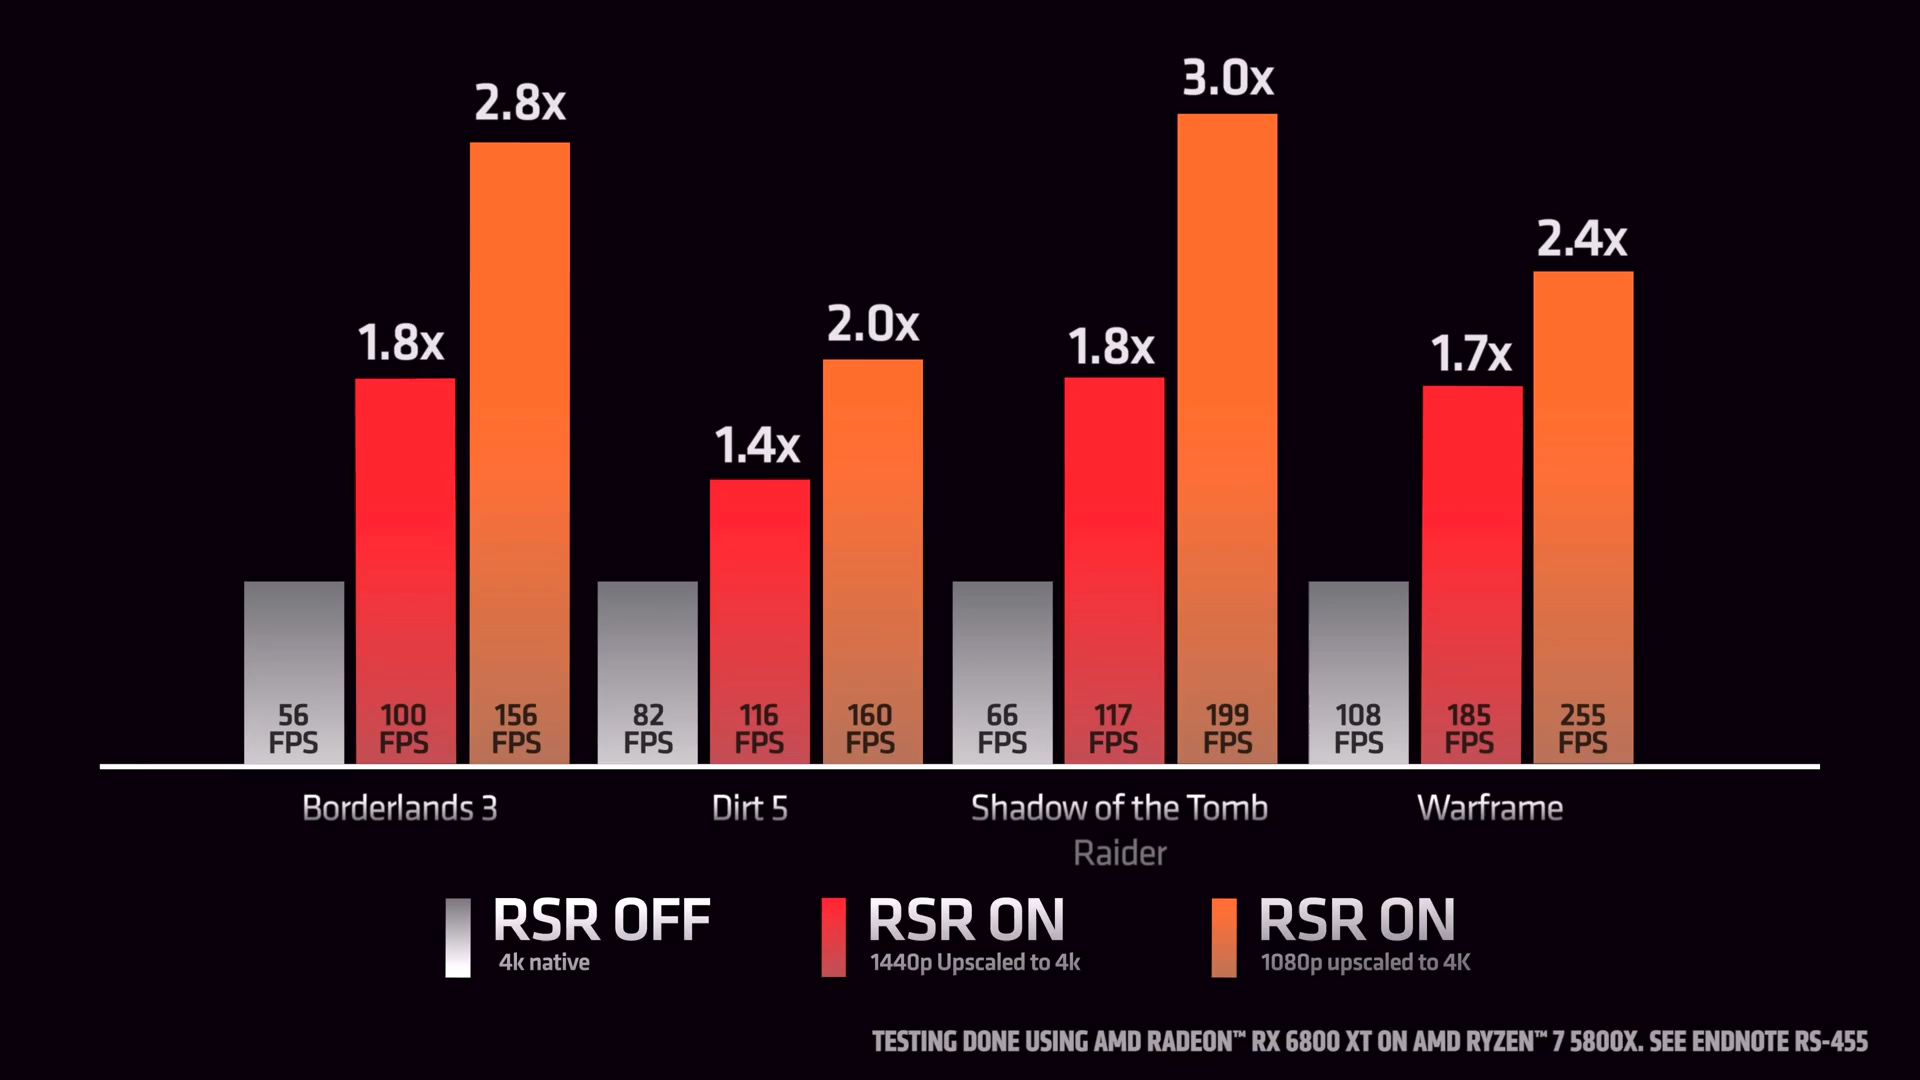 3.0x
2.8x
2.4x
2.0x
1.8x
1.8x
1.7x
1.4x
56
FPS
100
FPS
156
FPS
82
FPS
116
FPS
160
FPS
66
FPS
117
FPS
199
FPS
108
FPS
185
FPS
255
FPS
Borderlands 3
Dirt 5
Shadow of the Tomb
Raider
Warframe
RSR OFF
4k native
RSR ON
1440p Upscaled to 4k
RSR ON
1080p upscaled to 4K
TESTING DONE USING AMD RADEON™ RX 6800 XT ON AMD RYZEN™ 7 5800X. SEE ENDNOTE RS-455